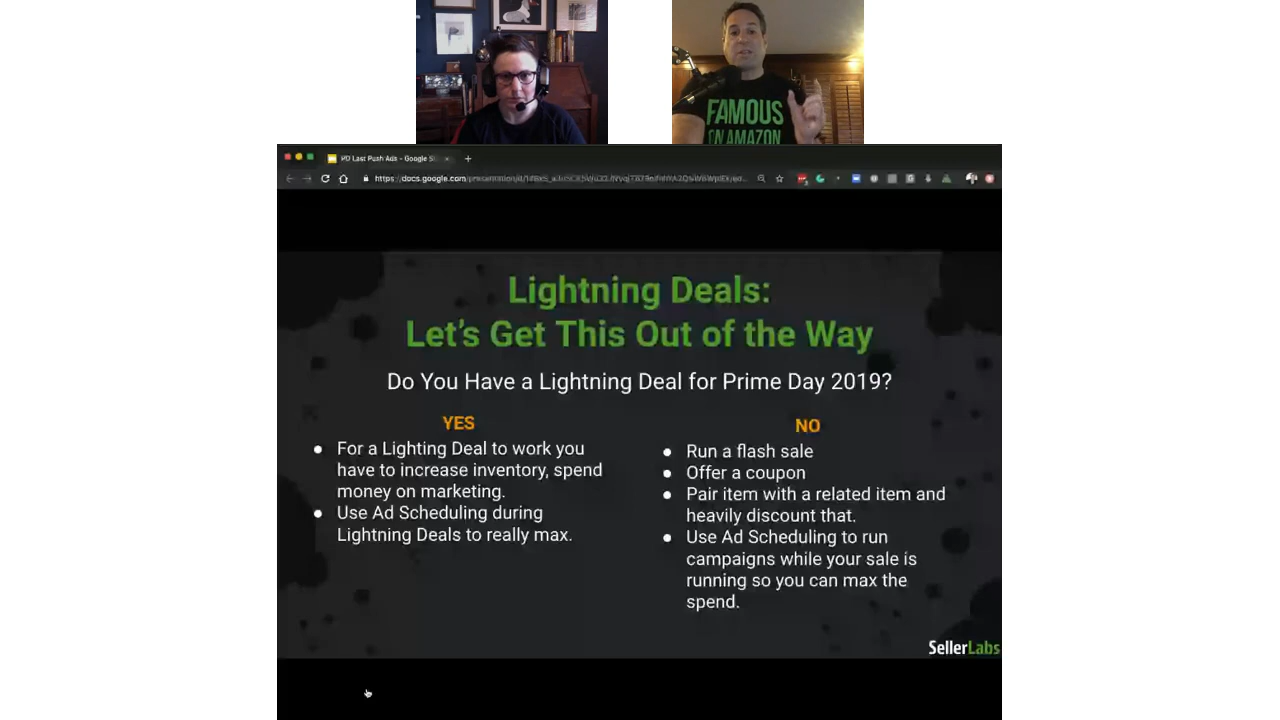 FAMOUS
ON AMAZON
PD Last Push Ads - Google Sl
https://docs.google.com
Lightning Deals:
Let's Get This Out of the Way
Do You Have a Lightning Deal for Prime Day 2019?
YES
● For a Lighting Deal to work you
have to increase inventory, spend
money on marketing.
● Use Ad Scheduling during
Lightning Deals to really max.
NO
● Run a flash sale
● Offer a coupon
● Pair item with a related item and
heavily discount that.
● Use Ad Scheduling to run
campaigns while your sale is
running so you can max the
spend.
SellerLabs